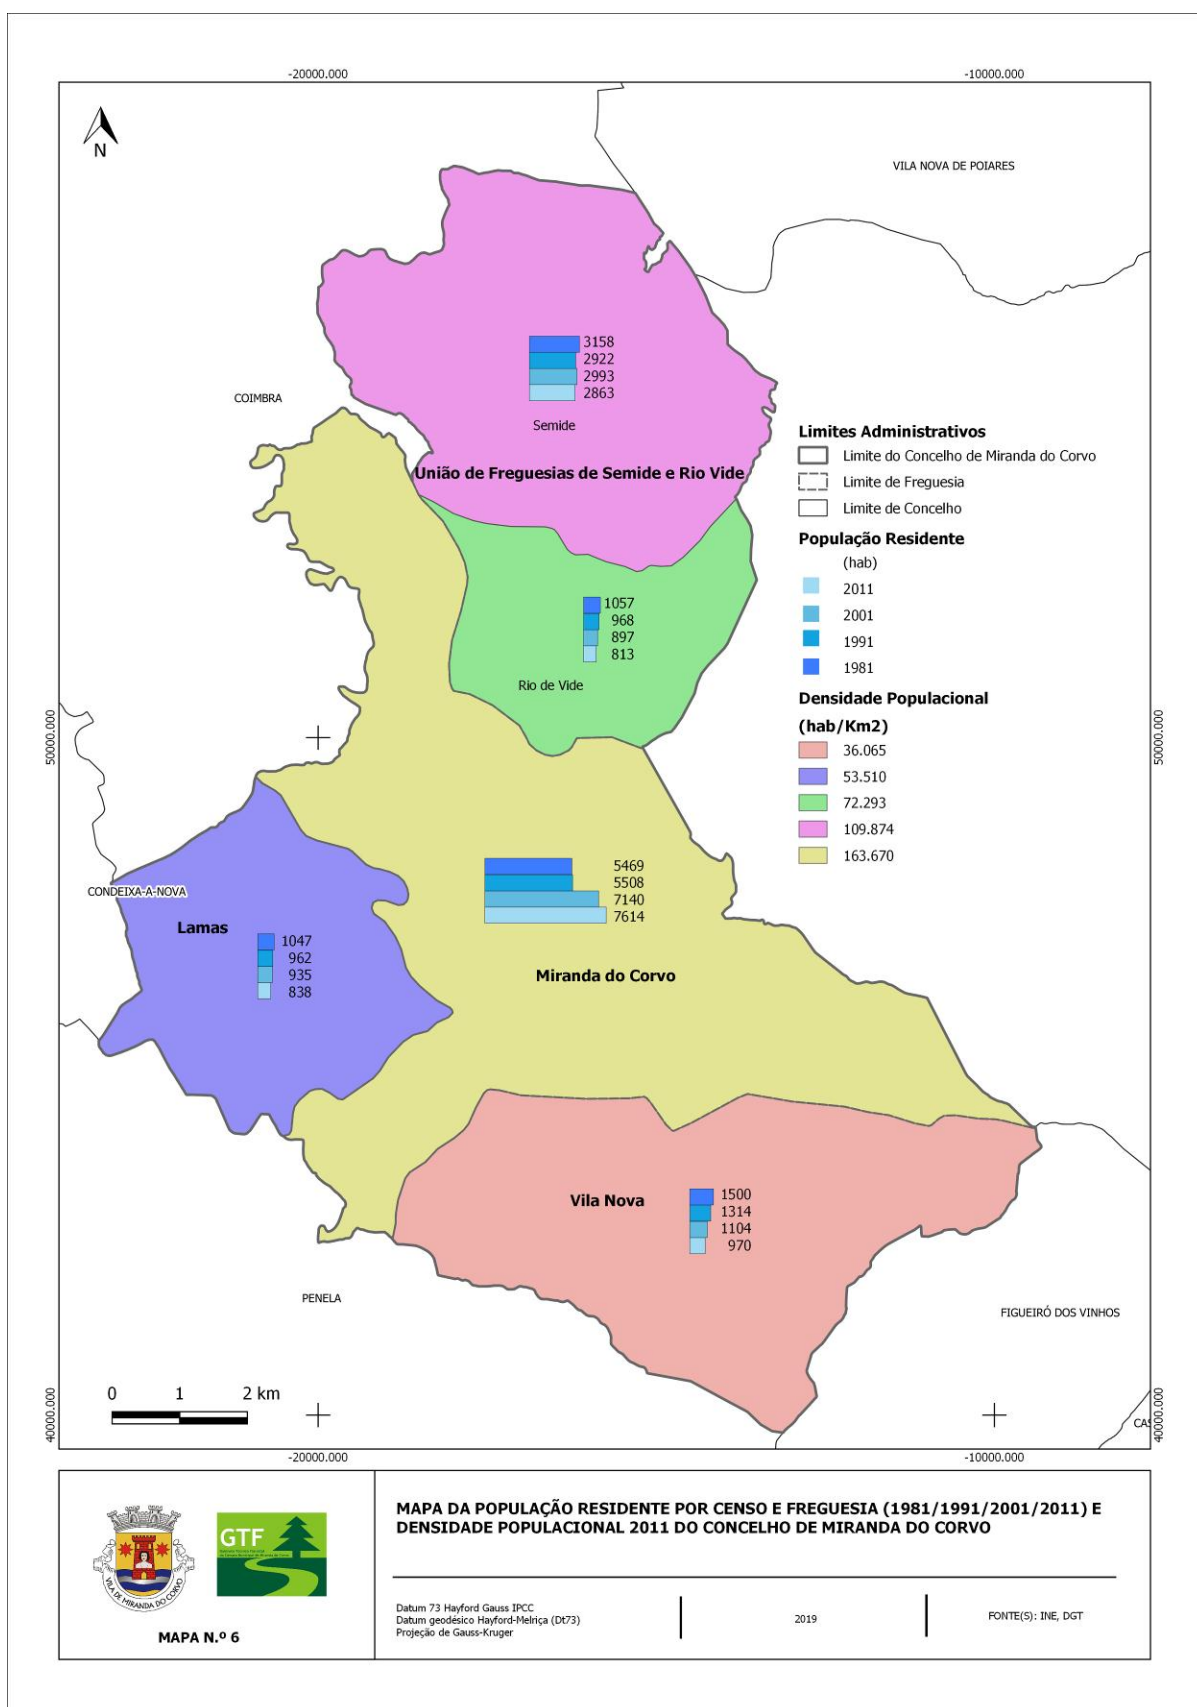 -20000.000
-10000.000
N
VILA NOVA DE POIARES
3158
2922
2993
2863
COIMBRA
Semide
União de Freguesias de Semide e Rio Vide
Limites Administrativos
Limite do Concelho de Miranda do Corvo
Limite de Freguesia
Limite de Concelho
População Residente
(hab)
2011
2001
1991
1981
1057
968
897
813
Rio de Vide
Densidade Populacional
(hab/Km2)
36.065
53.510
72.293
109.874
163.670
50000.000
50000.000
5469
5508
7140
7614
CONDEIXA-A-NOVA
Lamas
1047
962
935
838
Miranda do Corvo
Vila Nova
1500
1314
1104
970
PENELA
FIGUEIRÓ DOS VINHOS
0 1 2 km
40000.000
40000.000
CAS
-20000.000
-10000.000
GTF
VILA DE MIRANDA DO CORVO
MAPA N.º 6
MAPA DA POPULAÇÃO RESIDENTE POR CENSO E FREGUESIA (1981/1991/2001/2011) E
DENSIDADE POPULACIONAL 2011 DO CONCELHO DE MIRANDA DO CORVO
Datum 73 Hayford Gauss IPCC
Datum geodésico Hayford-Melriça (Dt73)
Projeção de Gauss-Kruger
2019
FONTE(S): INE, DGT